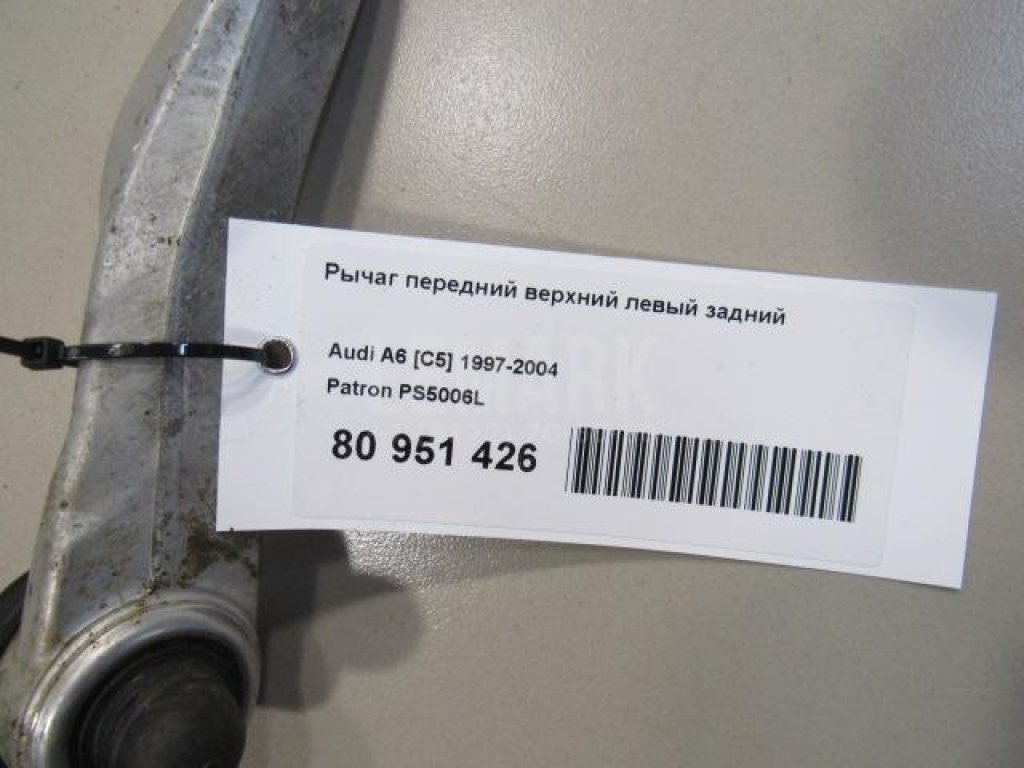 Рычаг передний верхний левый задний
Audi A6 [C5] 1997-2004
Patron PS5006L
80 951 426